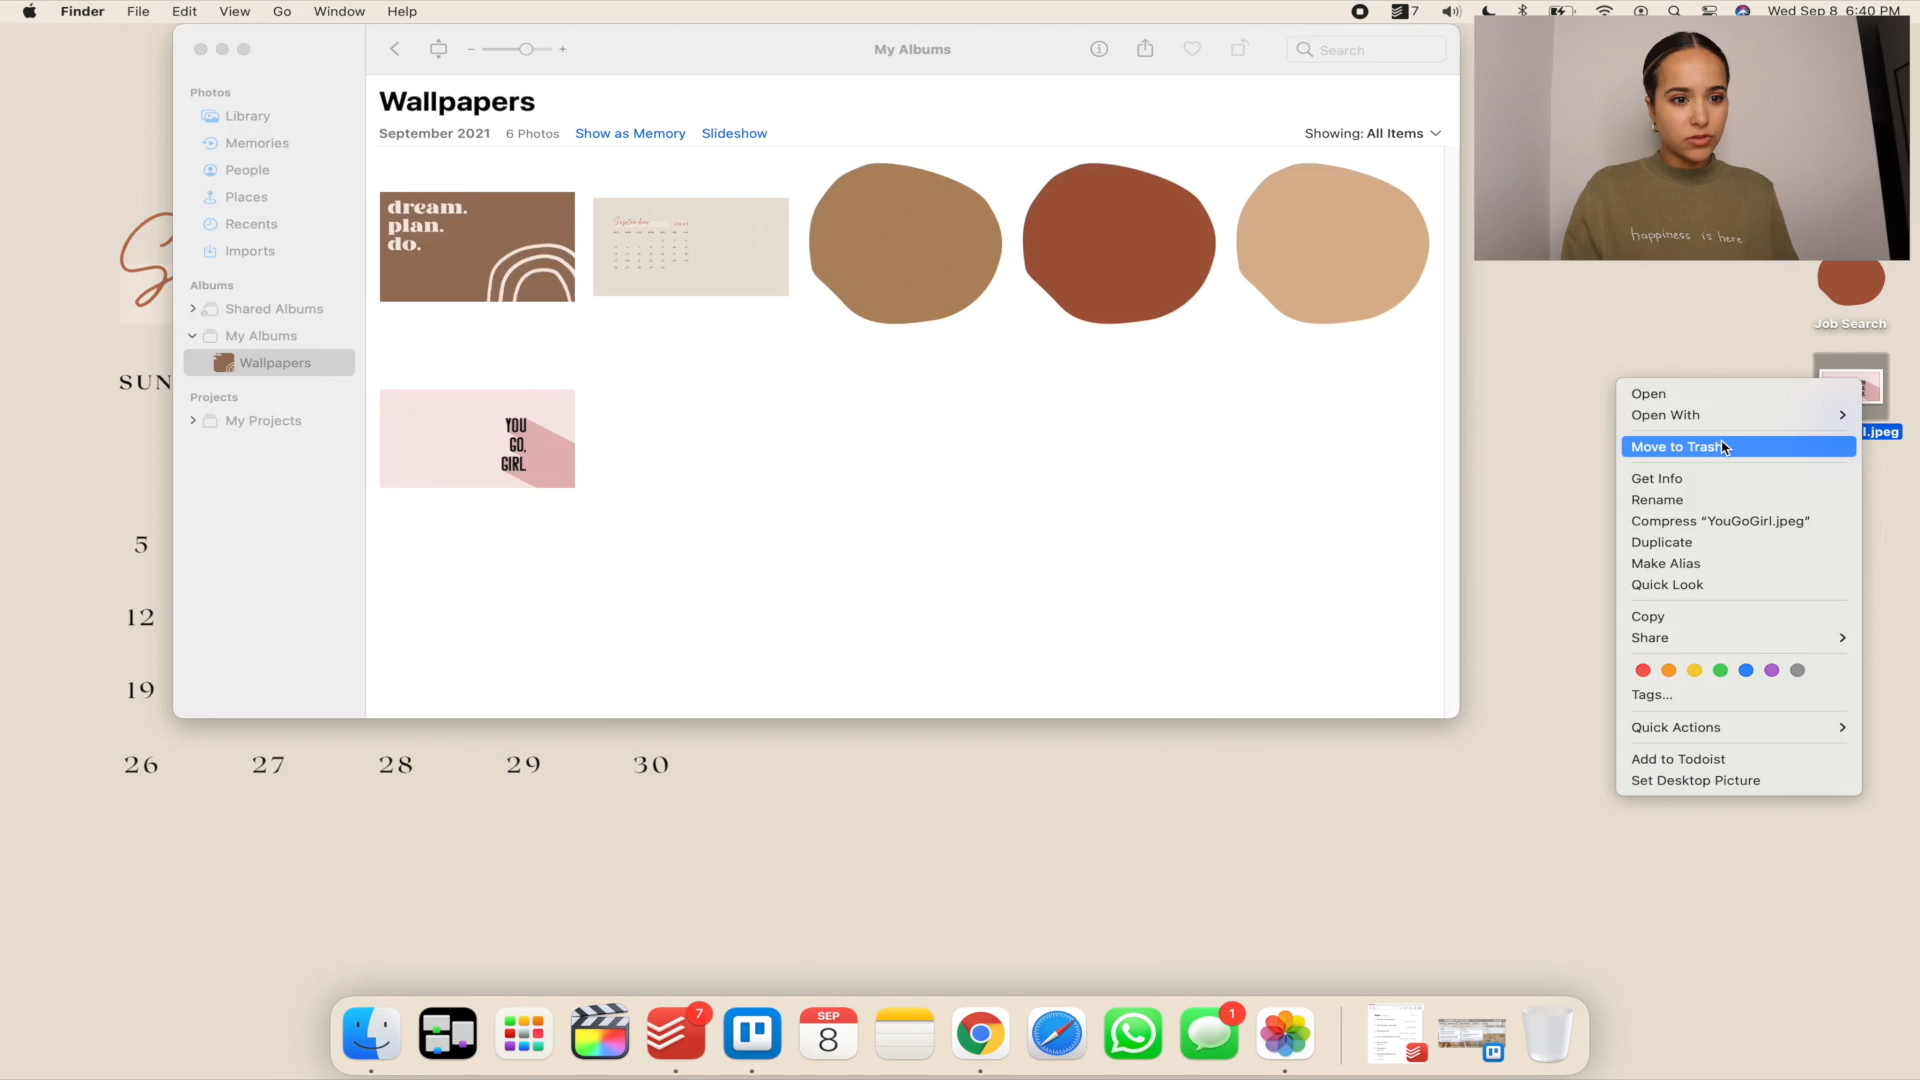 Finder File Edit View Go Window Help 7 Wed Sep 8 6:40 PM
My Albums
Search
Photos
Library
Memories
People
Places
Recents
Imports
Albums
Shared Albums
My Albums
Wallpapers
Projects
My Projects
Wallpapers
September 2021 6 Photos Show as Memory Slideshow
Showing: All Items
dream.
plan.
do.
September 2021
YOU
GO,
GIRL
happiness is here
Job Search
l.jpeg
Open
Open With
Move to Trash
Get Info
Rename
Compress “YouGoGirl.jpeg”
Duplicate
Make Alias
Quick Look
Copy
Share
Tags...
Quick Actions
Add to Todoist
Set Desktop Picture
S
SUN
5
12
19
26 27 28 29 30
7
SEP
8
1